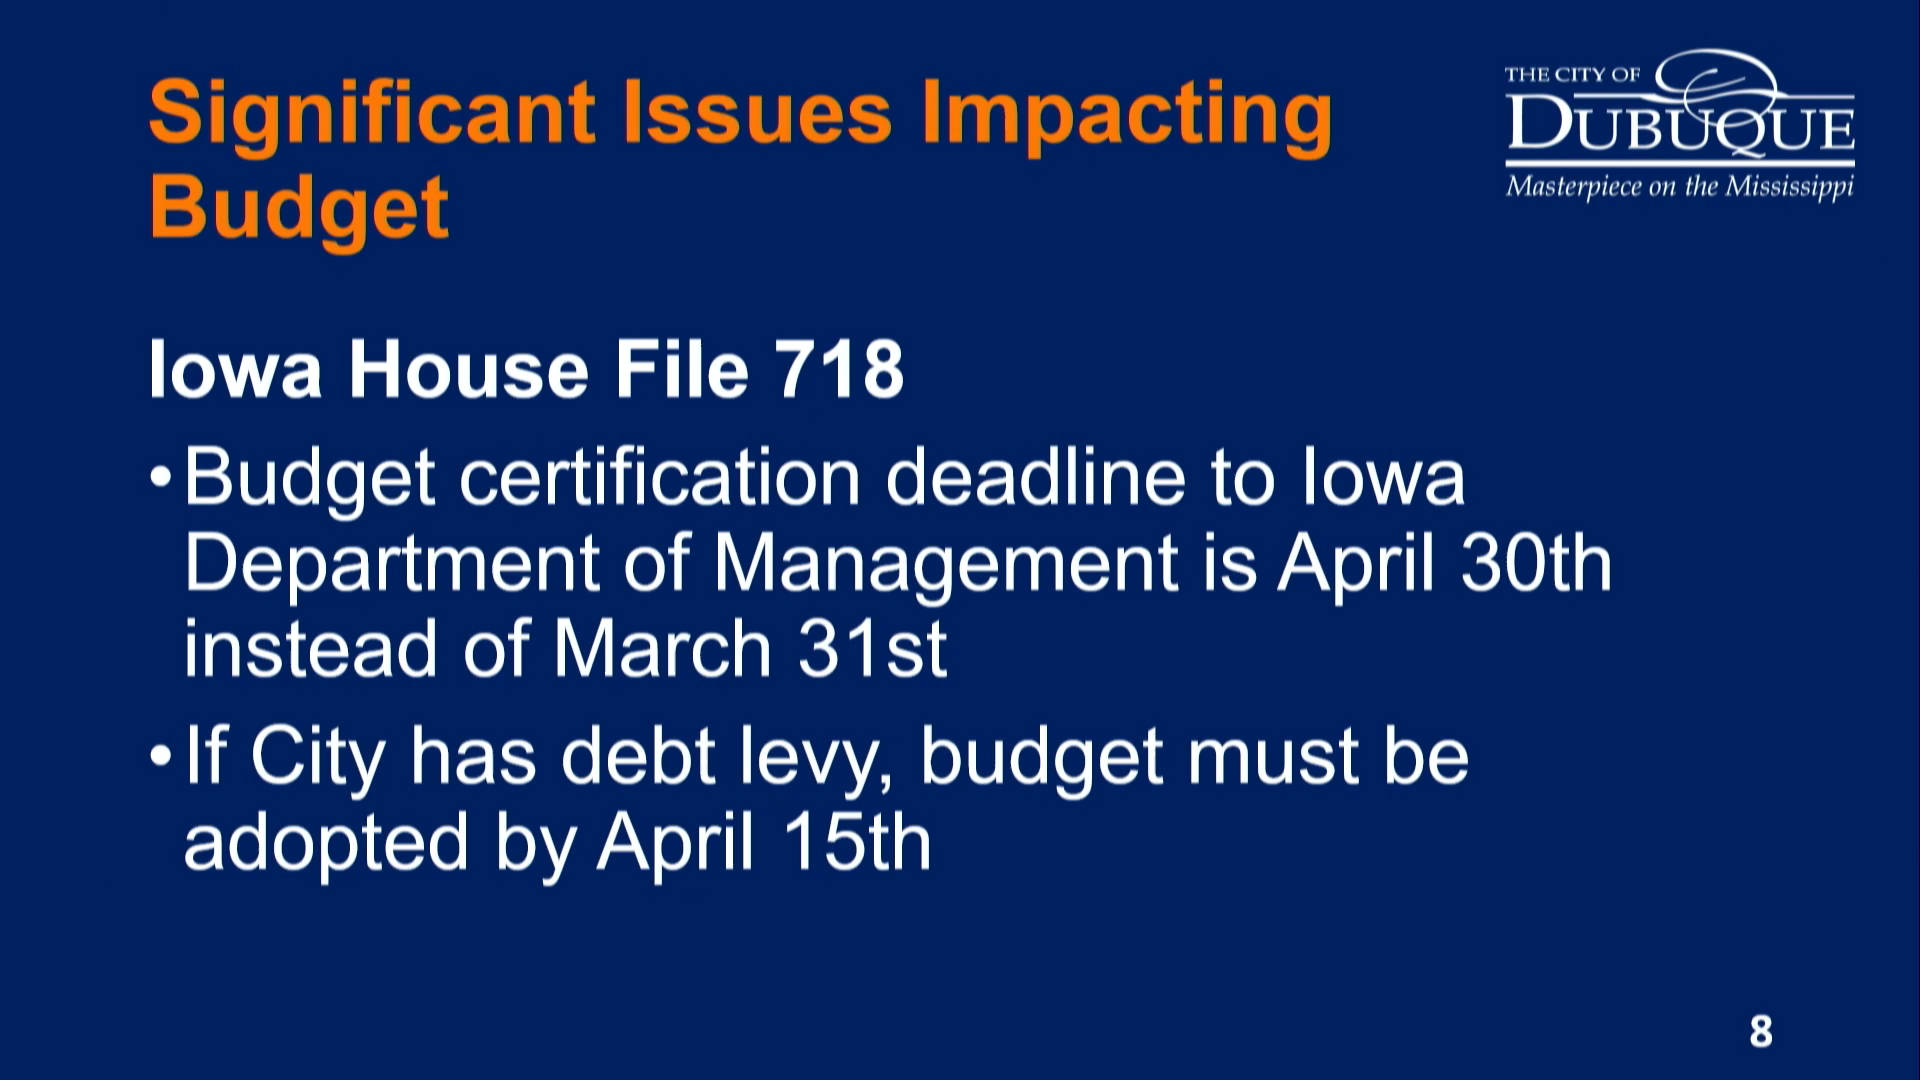 Significant Issues Impacting
Budget
THE CITY OF
DUBUQUE
Masterpiece on the Mississippi
Iowa House File 718
•Budget certification deadline to Iowa
Department of Management is April 30th
instead of March 31st
•If City has debt levy, budget must be
adopted by April 15th
8